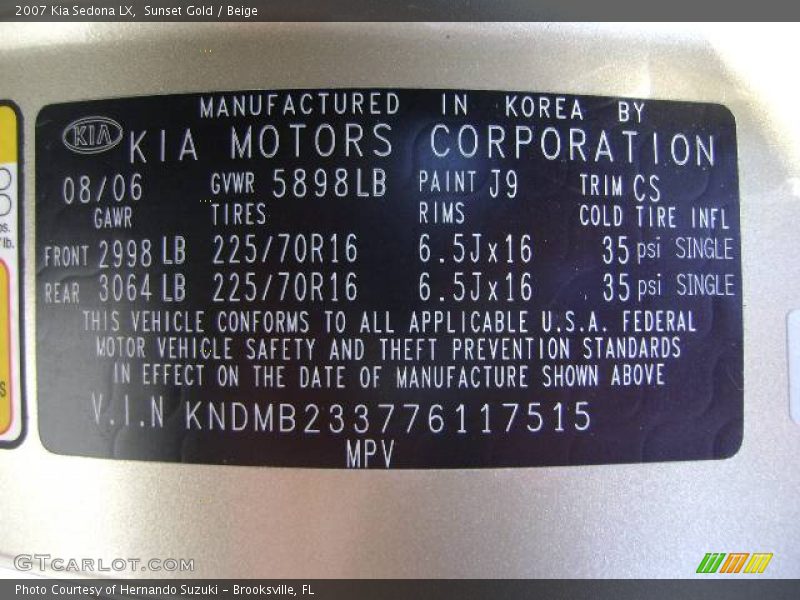 2007 Kia Sedona LX,  Sunset Gold / Beige
MANUFACTURED IN KOREA BY
KIA KIA MOTORS CORPORATION
08/06 GVWR 5898LB PAINT J9 TRIM CS
GAWR TIRES RIMS COLD TIRE INFL
FRONT 2998 LB 225/70R16 6.5Jx16 35 psi SINGLE
REAR 3064 LB 225/70R16 6.5Jx16 35 psi SINGLE
THIS VEHICLE CONFORMS TO ALL APPLICABLE U.S.A. FEDERAL
MOTOR VEHICLE SAFETY AND THEFT PREVENTION STANDARDS
IN EFFECT ON THE DATE OF MANUFACTURE SHOWN ABOVE
V.I.N KNDMB233776117515
MPV
GTCarLot.com
Photo Courtesy of Hernando Suzuki - Brooksville, FL